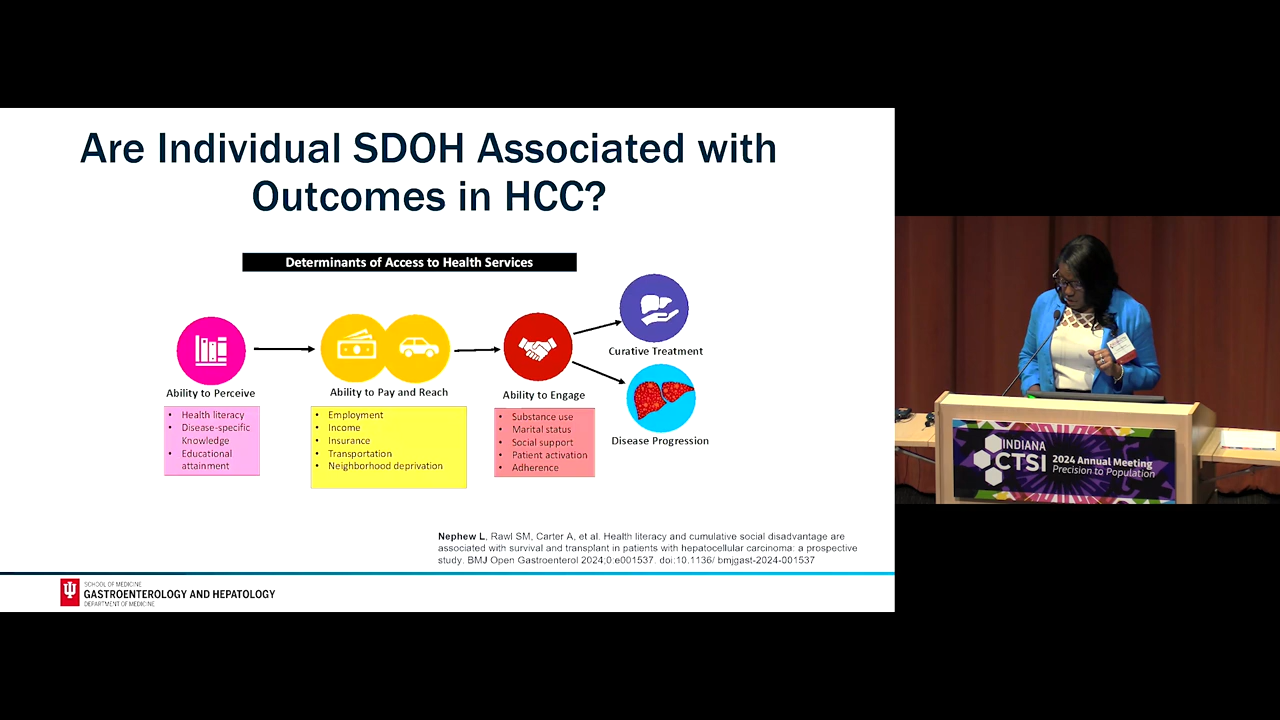 Are Individual SDOH Associated with
Outcomes in HCC?
Determinants of Access to Health Services
Ability to Perceive
• Health literacy
• Disease-specific
Knowledge
• Educational
attainment
Ability to Pay and Reach
• Employment
• Income
• Insurance
• Transportation
• Neighborhood deprivation
Ability to Engage
• Substance use
• Marital status
• Social support
• Patient activation
• Adherence
Curative Treatment
Disease Progression
Nephew L, Rawl SM, Carter A, et al. Health literacy and cumulative social disadvantage are
associated with survival and transplant in patients with hepatocellular carcinoma: a prospective
study. BMJ Open Gastroenterol 2024;0:e001537. doi:10.1136/ bmjgast-2024-001537
SCHOOL OF MEDICINE
GASTROENTEROLOGY AND HEPATOLOGY
DEPARTMENT OF MEDICINE
INDIANA
CTSI
2024 Annual Meeting
Precision to Population